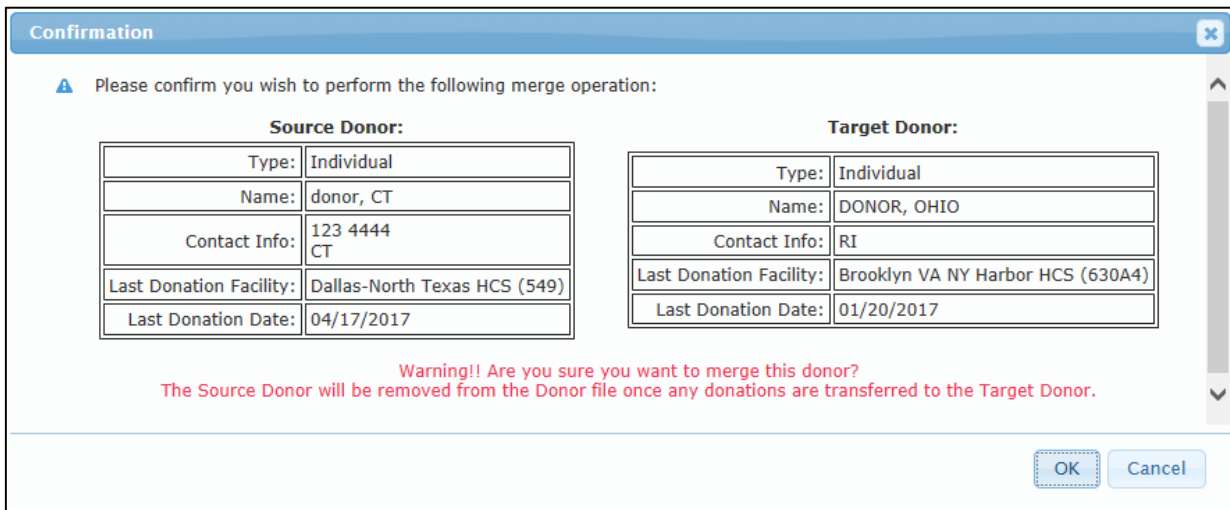 Confirmation
Please confirm you wish to perform the following merge operation:
Source Donor:
Type: Individual
Name: donor, CT
Contact Info: 123 4444
CT
Last Donation Facility: Dallas-North Texas HCS (549)
Last Donation Date: 04/17/2017
Target Donor:
Type: Individual
Name: DONOR, OHIO
Contact Info: RI
Last Donation Facility: Brooklyn VA NY Harbor HCS (630A4)
Last Donation Date: 01/20/2017
Warning!! Are you sure you want to merge this donor?
The Source Donor will be removed from the Donor file once any donations are transferred to the Target Donor.
OK
Cancel